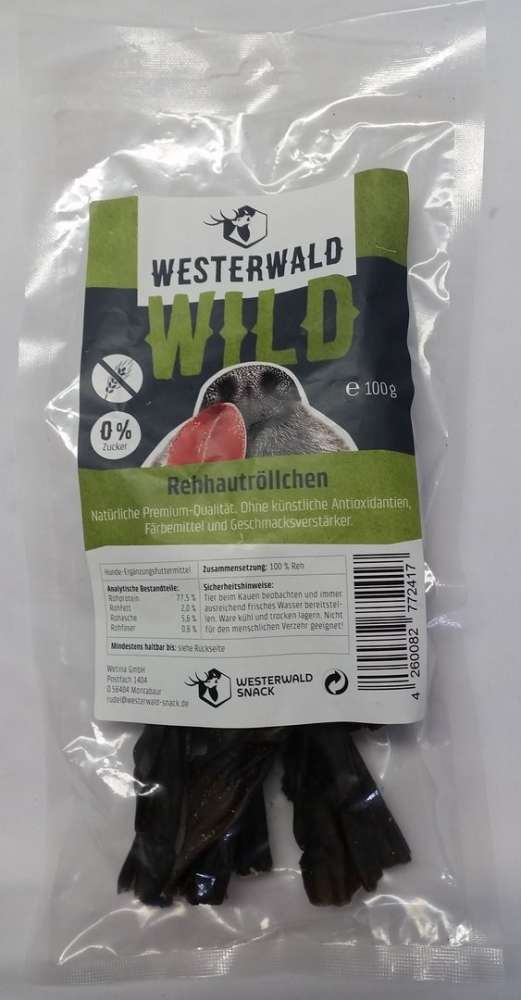 WESTERWALD
WILD
℮ 100g
0%
Zucker
Rehhautröllchen
Natürliche Premium-Qualität. Ohne künstliche Antioxidantien,
Färbemittel und Geschmacksverstärker.
Hunde-Ergänzungsfuttermittel
Analytische Bestandteile:
Rohprotein 77,5 %
Rohfett 2,0 %
Rohasche 5,6 %
Rohfaser 0,8 %
Zusammensetzung: 100 % Reh
Sicherheitshinweise:
Tier beim Kauen beobachten und immer
ausreichend frisches Wasser bereitstel-
len. Ware kühl und trocken lagern. Nicht
für den menschlichen Verzehr geeignet!
Mindestens haltbar bis: siehe Rückseite
Wetina GmbH
Postfach 1404
D 56404 Montabaur
rudel@westerwald-snack.de
WESTERWALD
SNACK
4 260082 772417